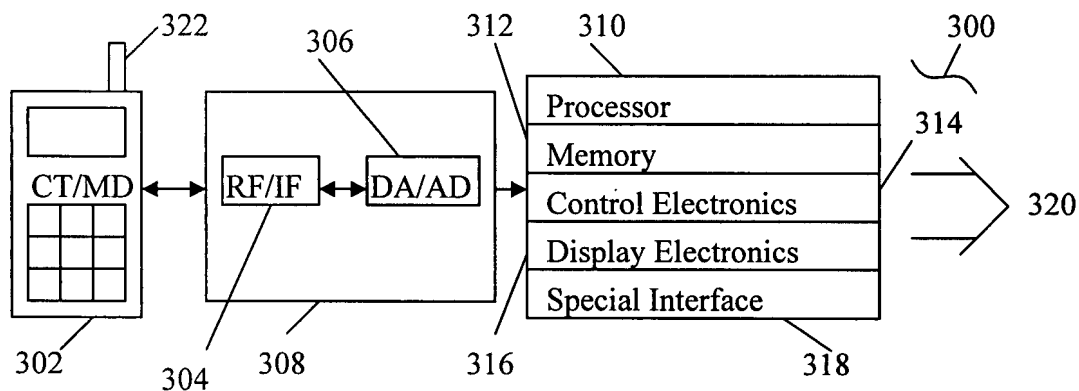 322
306
312
310
300
Processor
314
Memory
CT/MD
RF/IF
DA/AD
Control Electronics
320
Display Electronics
Special Interface
302
304
308
316
318